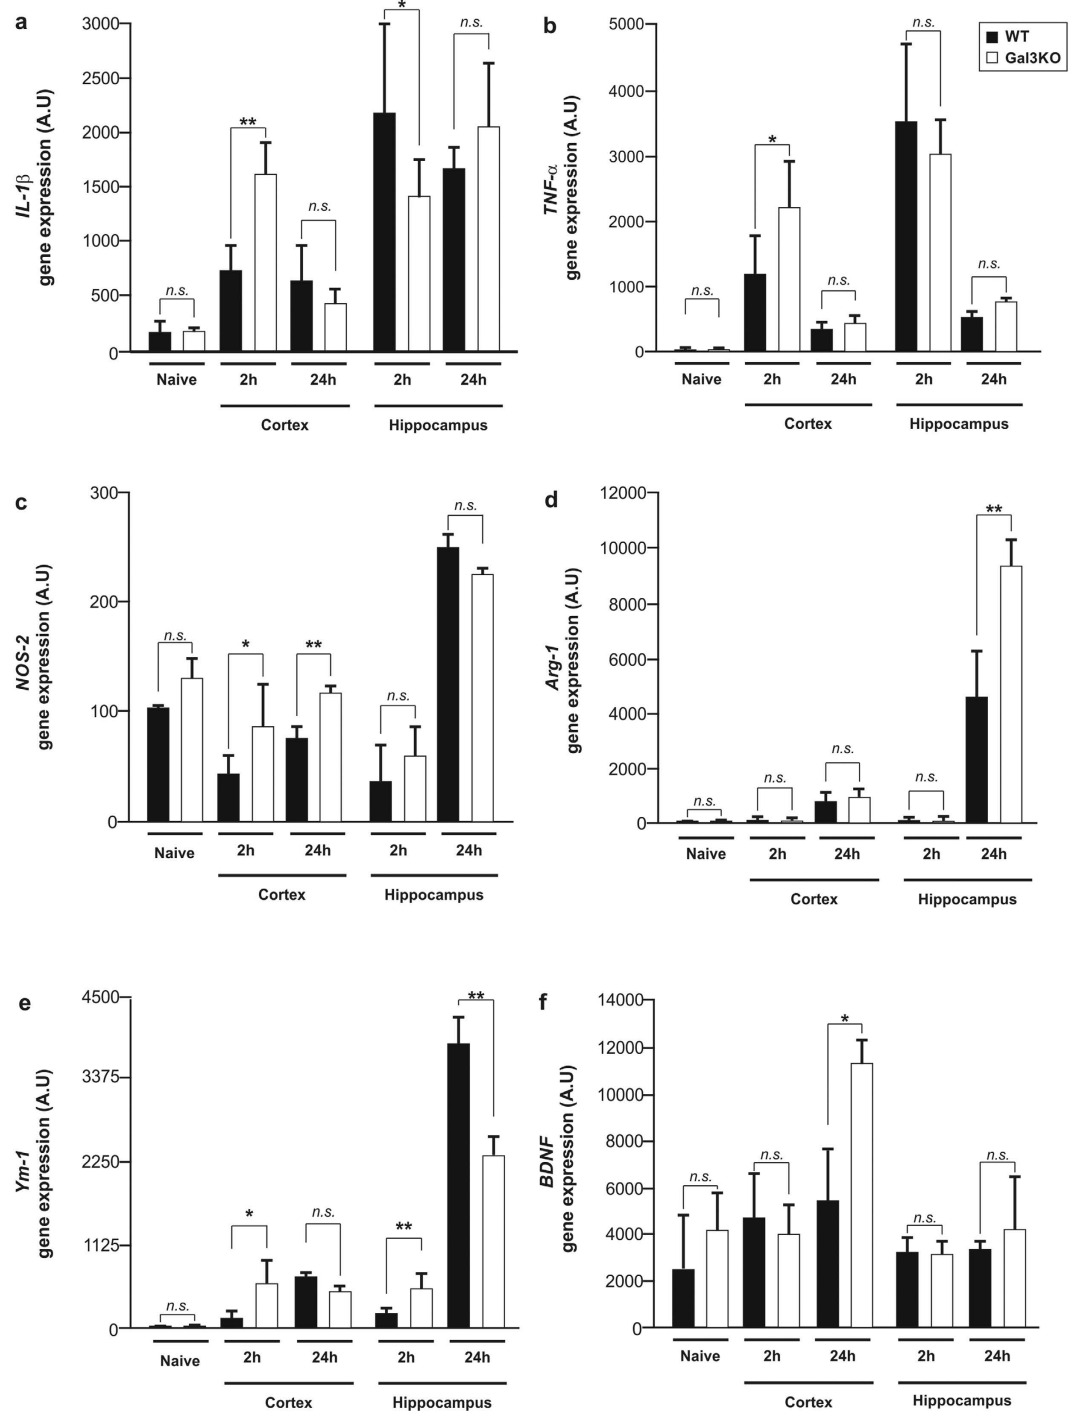 a
IL-1β
gene expression (A.U)
3000
2500
2000
1500
1000
500
0
n.s.
**
n.s.
*
n.s.
Naive
2h
24h
2h
24h
Cortex
Hippocampus
b
TNF-α
gene expression (A.U)
5000
4000
3000
2000
1000
0
n.s.
*
n.s.
n.s.
n.s.
WT
Gal3KO
Naive
2h
24h
2h
24h
Cortex
Hippocampus
c
NOS-2
gene expression (A.U)
300
200
100
0
n.s.
*
**
n.s.
n.s.
Naive
2h
24h
2h
24h
Cortex
Hippocampus
d
Arg-1
gene expression (A.U)
12000
10000
8000
6000
4000
2000
0
n.s.
n.s.
n.s.
n.s.
**
Naive
2h
24h
2h
24h
Cortex
Hippocampus
e
Ym-1
gene expression (A.U)
4500
3375
2250
1125
0
n.s.
*
n.s.
**
**
Naive
2h
24h
2h
24h
Cortex
Hippocampus
f
BDNF
gene expression (A.U)
14000
12000
10000
8000
6000
4000
2000
0
n.s.
n.s.
*
n.s.
n.s.
Naive
2h
24h
2h
24h
Cortex
Hippocampus